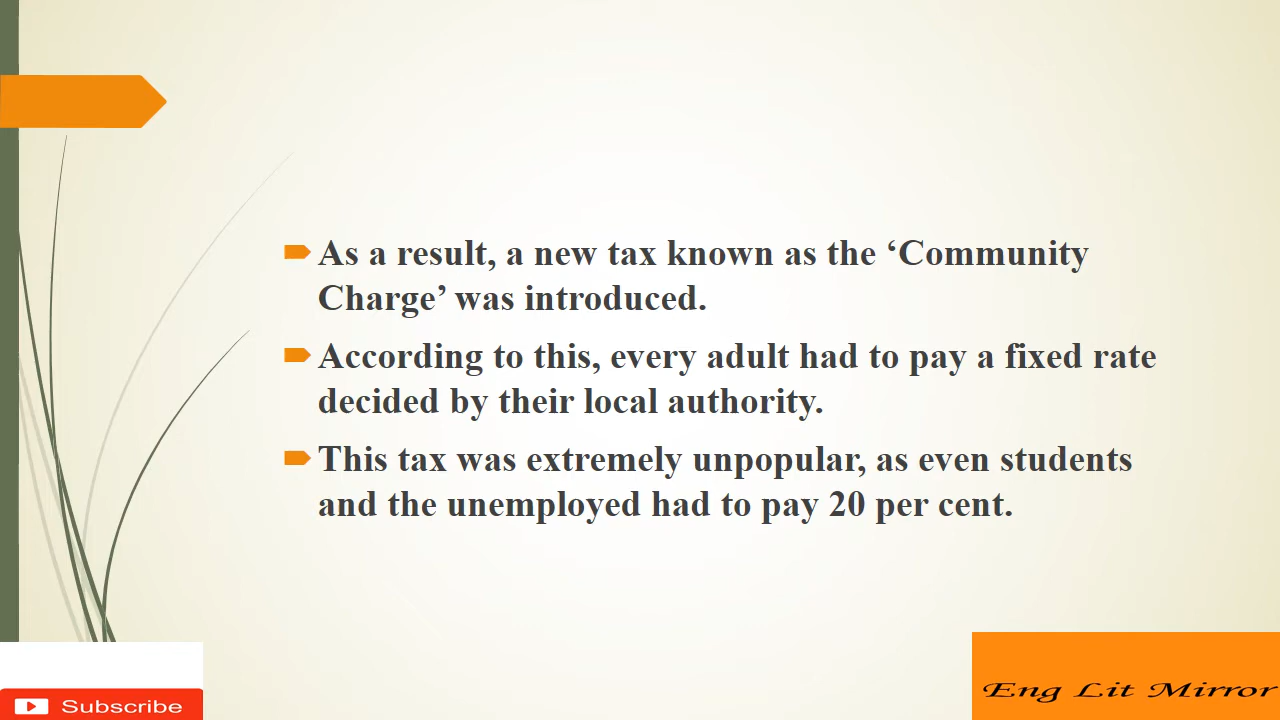 As a result, a new tax known as the ‘Community
Charge’ was introduced.
According to this, every adult had to pay a fixed rate
decided by their local authority.
This tax was extremely unpopular, as even students
and the unemployed had to pay 20 per cent.
Subscribe
Eng Lit Mirror